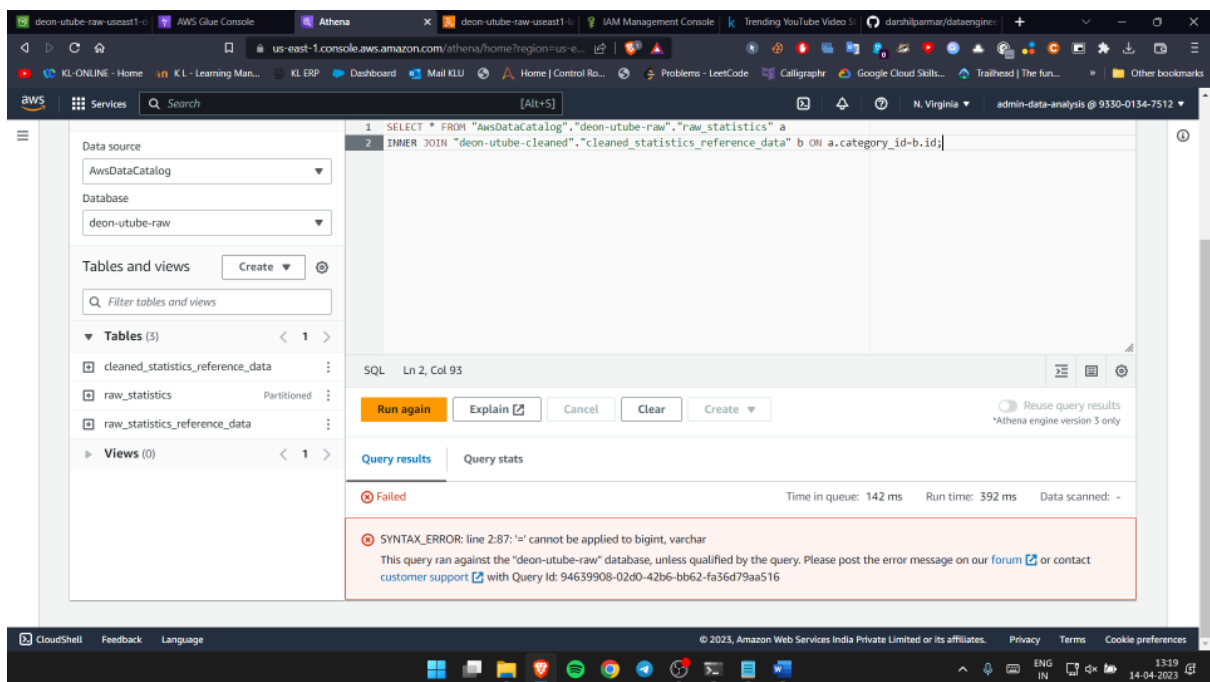 deon-utube-raw-useast1-d
AWS Glue Console
Athena
deon-utube-raw-useast1-la
IAM Management Console
Trending YouTube Video St
darshilparmar/dataenginee
us-east-1.console.aws.amazon.com/athena/home?region=us-e...
KL-ONLINE - Home
K L - Learning Man...
KL ERP
Dashboard
Mail KLU
Home | Control Ro...
Problems - LeetCode
Calligraphr
Google Cloud Skills...
Trailhead | The fun...
»
Other bookmarks
aws
Services
Search
[Alt+S]
N. Virginia
admin-data-analysis @ 9330-0134-7512
Data source
AwsDataCatalog
Database
deon-utube-raw
Tables and views
Create
Filter tables and views
Tables (3)
< 1 >
cleaned_statistics_reference_data
raw_statistics
Partitioned
raw_statistics_reference_data
Views (0)
< 1 >
1 SELECT * FROM "AwsDataCatalog"."deon-utube-raw"."raw_statistics" a
2 INNER JOIN "deon-utube-cleaned"."cleaned_statistics_reference_data" b ON a.category_id=b.id;
SQL Ln 2, Col 93
Run again
Explain
Cancel
Clear
Create
Reuse query results
*Athena engine version 3 only
Query results
Query stats
Failed
Time in queue: 142 ms
Run time: 392 ms
Data scanned: -
SYNTAX_ERROR: line 2:87: '=' cannot be applied to bigint, varchar
This query ran against the "deon-utube-raw" database, unless qualified by the query. Please post the error message on our forum or contact
customer support with Query Id: 94639908-02d0-42b6-bb62-fa36d79aa516
CloudShell
Feedback
Language
© 2023, Amazon Web Services India Private Limited or its affiliates.
Privacy
Terms
Cookie preferences
ENG
IN
13:19
14-04-2023